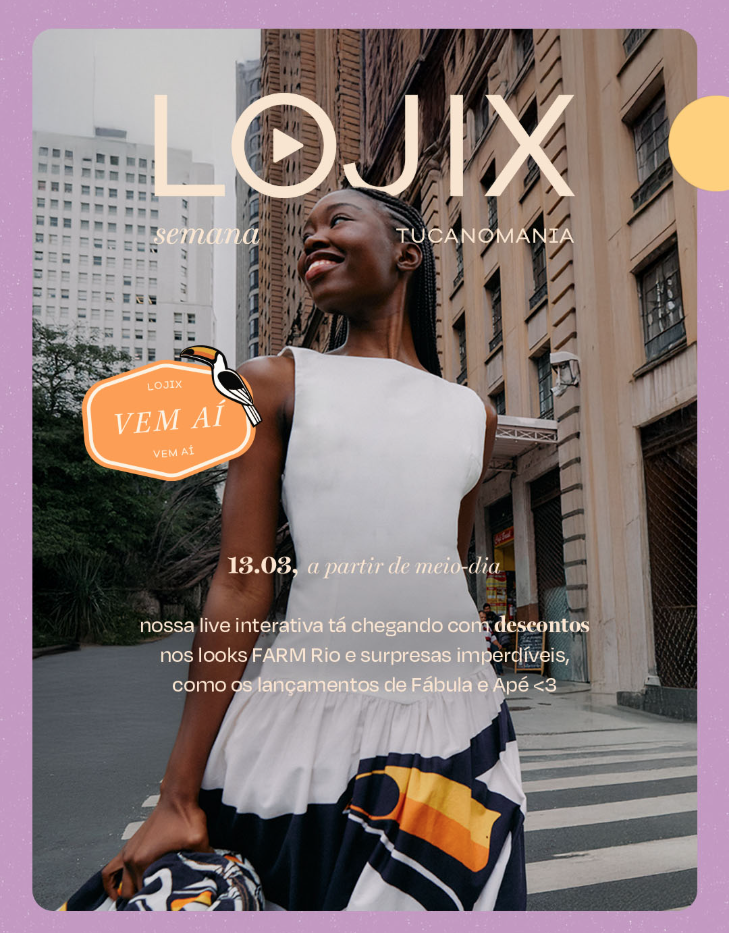 LOJIX
semana TUCANOMANIA
LOJIX
VEM AÍ
VEM AÍ
13.03, a partir de meio-dia
nossa live interativa tá chegando com descontos
nos looks FARM Rio e surpresas imperdíveis,
como os lançamentos de Fábula e Apé <3